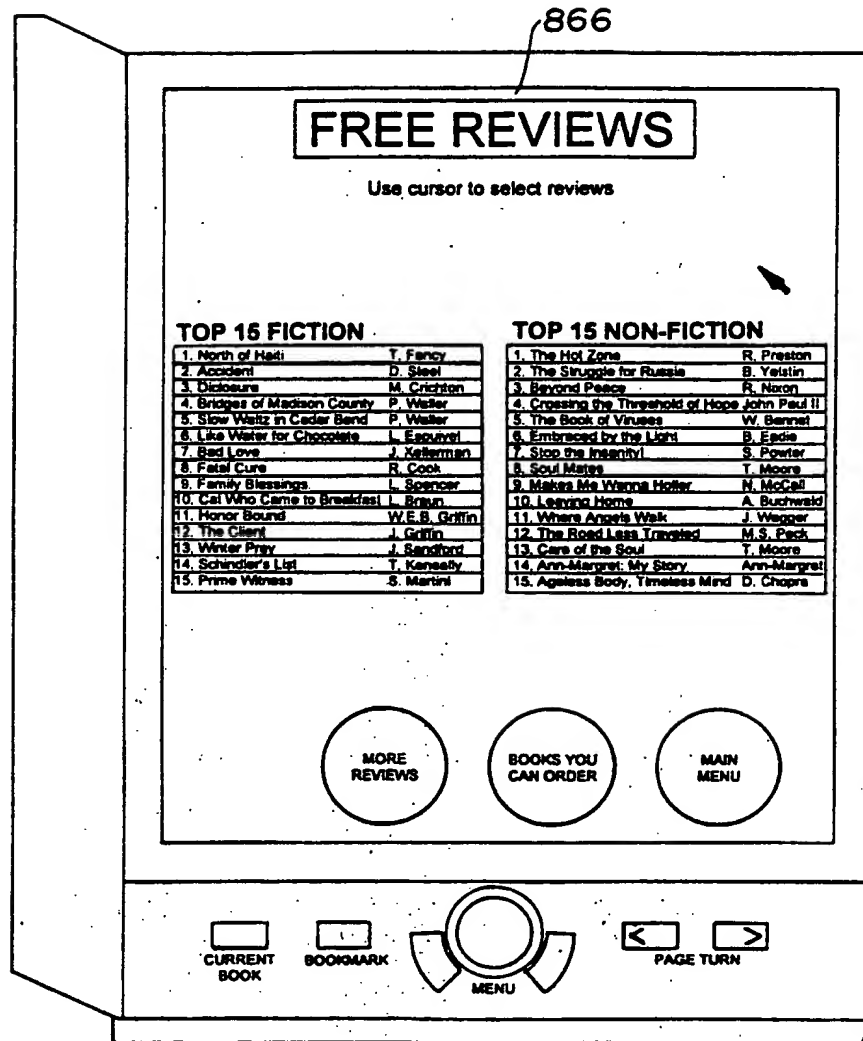 866
FREE REVIEWS
Use cursor to select reviews
TOP 15 FICTION
1. North of Haiti T. Fancy
2. Accident D. Steel
3. Diclosure M. Crichton
4. Bridges of Madison County P. Waller
5. Slow Waltz in Cedar Bend P. Waller
6. Like Water for Chocolate L. Esquivel
7. Bad Love J. Kellerman
8. Fatal Cure R. Cook
9. Family Blessings L. Spencer
10. Cat Who Came to Breakfast L. Braun
11. Honor Bound W.E.B. Griffin
12. The Client J. Griffin
13. Winter Prey J. Sandford
14. Schindler's List T. Keneally
15. Prime Witness S. Martini
TOP 15 NON-FICTION
1. The Hot Zone R. Preston
2. The Struggle for Russia B. Yelstin
3. Beyond Peace R. Nixon
4. Crossing the Threshold of Hope John Paul II
5. The Book of Viruses W. Bennet
6. Embraced by the Light B. Eadie
7. Stop the Insanity! S. Powter
8. Soul Mates T. Moore
9. Makes Me Wanna Holler N. McCall
10. Leaving Home A. Buchwald
11. Where Angels Walk J. Wagger
12. The Road Less Traveled M.S. Peck
13. Care of the Soul T. Moore
14. Ann-Margret: My Story Ann-Margret
15. Ageless Body, Timeless Mind D. Chopra
MORE
REVIEWS
BOOKS YOU
CAN ORDER
MAIN
MENU
CURRENT
BOOK
BOOKMARK
MENU
< >
PAGE TURN